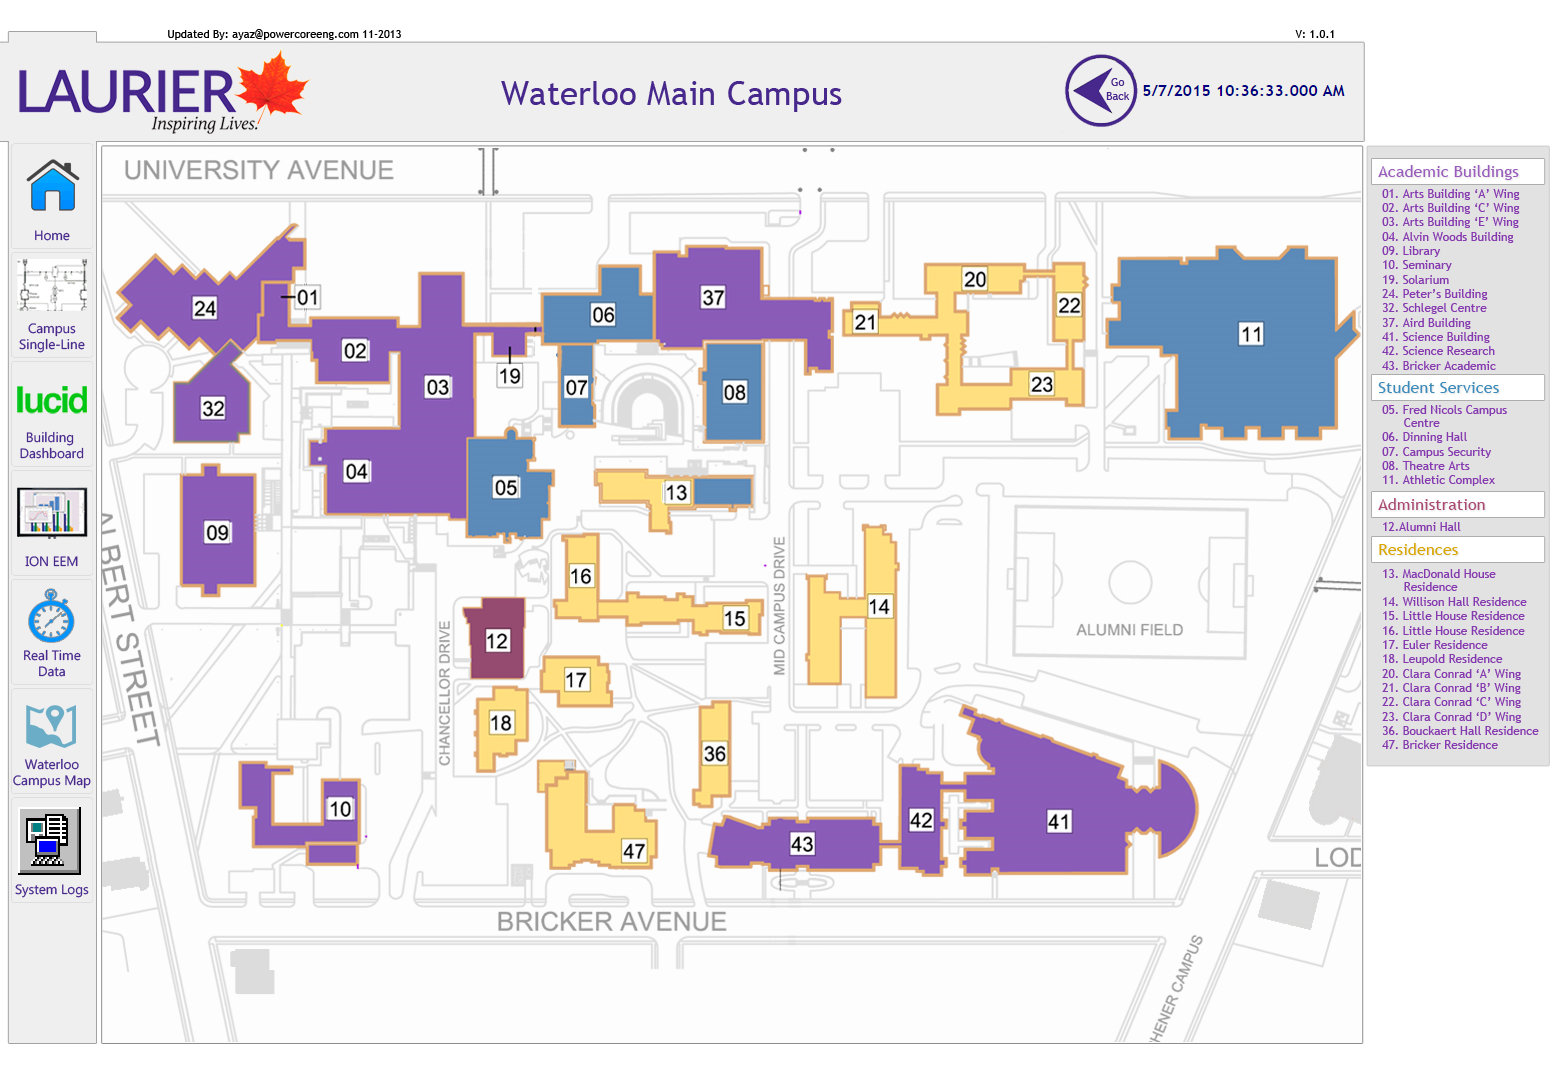 Updated By: ayaz@powercoreeng.com 11-2013
V: 1.0.1
LAURIER
Inspiring Lives.
Waterloo Main Campus
Go
Back
5/7/2015 10:36:33.000 AM
Home
Campus
Single-Line
lucid
Building
Dashboard
ION EEM
Real Time
Data
Waterloo
Campus Map
System Logs
UNIVERSITY AVENUE
24
01
02
03
19
32
04
09
05
06
37
07
08
13
21
20
22
23
11
16
15
14
12
17
18
36
10
47
43
42
41
ALBERT STREET
CHANCELLOR DRIVE
MID CAMPUS DRIVE
ALUMNI FIELD
BRICKER AVENUE
LOD
HENER CAMPUS
Academic Buildings
01. Arts Building ‘A’ Wing
02. Arts Building ‘C’ Wing
03. Arts Building ‘E’ Wing
04. Alvin Woods Building
09. Library
10. Seminary
19. Solarium
24. Peter’s Building
32. Schlegel Centre
37. Aird Building
41. Science Building
42. Science Research
43. Bricker Academic
Student Services
05. Fred Nicols Campus
Centre
06. Dinning Hall
07. Campus Security
08. Theatre Arts
11. Athletic Complex
Administration
12.Alumni Hall
Residences
13. MacDonald House
Residence
14. Willison Hall Residence
15. Little House Residence
16. Little House Residence
17. Euler Residence
18. Leupold Residence
20. Clara Conrad ‘A’ Wing
21. Clara Conrad ‘B’ Wing
22. Clara Conrad ‘C’ Wing
23. Clara Conrad ‘D’ Wing
36. Bouckaert Hall Residence
47. Bricker Residence